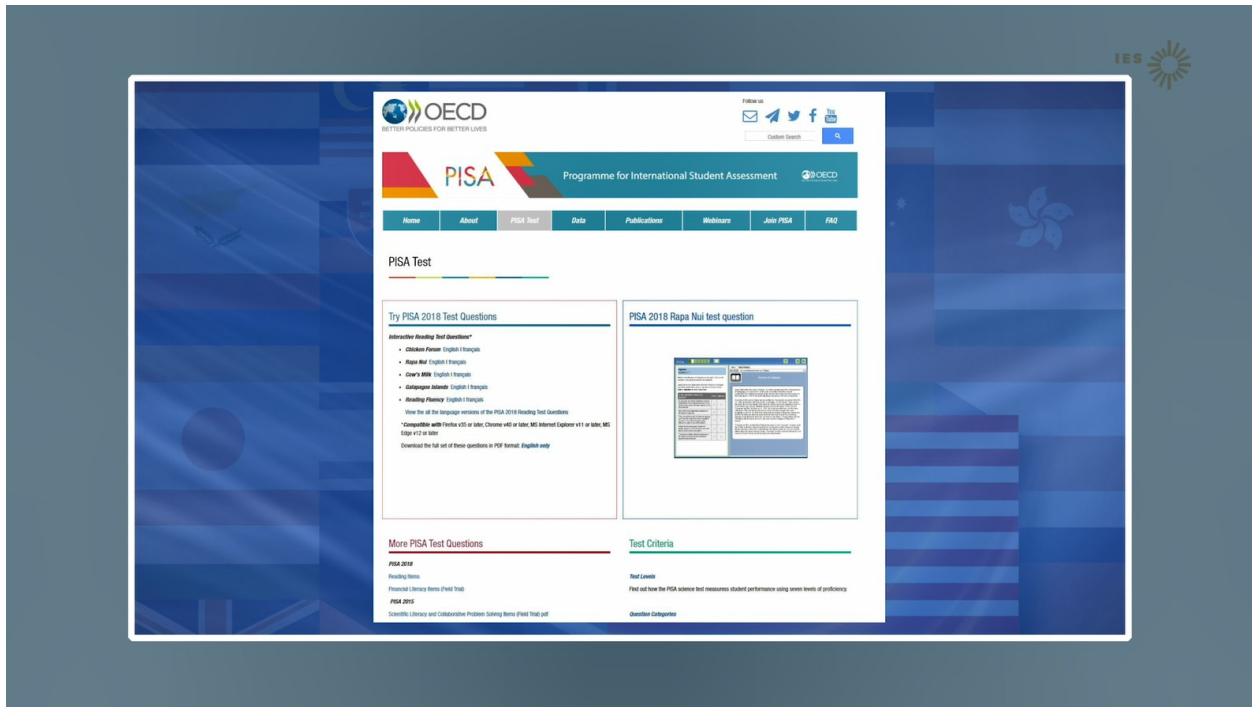 IES
OECD
BETTER POLICIES FOR BETTER LIVES
Follow us
You
Tube
Custom Search
PISA
Programme for International Student Assessment
OECD
Home About PISA Test Data Publications Webinars Join PISA FAQ
PISA Test
Try PISA 2018 Test Questions
Interactive Reading Test Questions*
• Chicken Forum English I français
• Rapa Nui English I français
• Cow's Milk English I français
• Galapagos Islands English I français
• Reading Fluency English I français
View the all the language versions of the PISA 2018 Reading Test Questions
*Compatible with Firefox v35 or later, Chrome v40 or later, MS Internet Explorer v11 or later, MS
Edge v12 or later
Download the full set of these questions in PDF format: English only
PISA 2018 Rapa Nui test question
More PISA Test Questions
PISA 2018
Reading Items
Financial Literacy Items (Field Trial)
PISA 2015
Scientific Literacy and Collaborative Problem Solving Items (Field Trial) pdf
Test Criteria
Test Levels
Find out how the PISA science test measuress student performance using seven levels of proficiency.
Question Categories